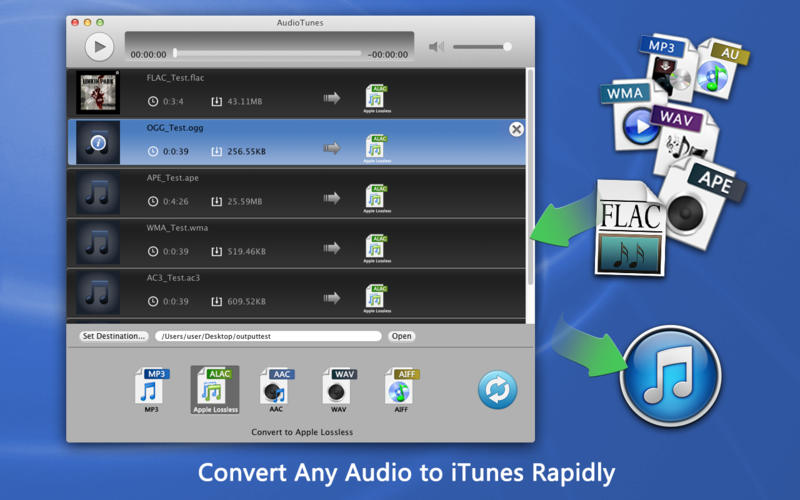 AudioTunes
00:00:00
-00:00:00
FLAC_Test.flac
0:3:4
43.11MB
ALAC
Apple Lossless
OGG_Test.ogg
0:0:39
256.55KB
ALAC
Apple Lossless
APE_Test.ape
0:4:26
25.59MB
ALAC
Apple Lossless
WMA_Test.wma
0:0:39
519.46KB
ALAC
Apple Lossless
AC3_Test.ac3
0:0:39
609.52KB
ALAC
Apple Lossless
Set Destination...
/Users/user/Desktop/outputtest
Open
MP3
ALAC
AAC
WAV
AIFF
MP3
Apple Lossless
AAC
WAV
AIFF
Convert to Apple Lossless
MP3
AU
WMA
WAV
APE
FLAC
Convert Any Audio to iTunes Rapidly